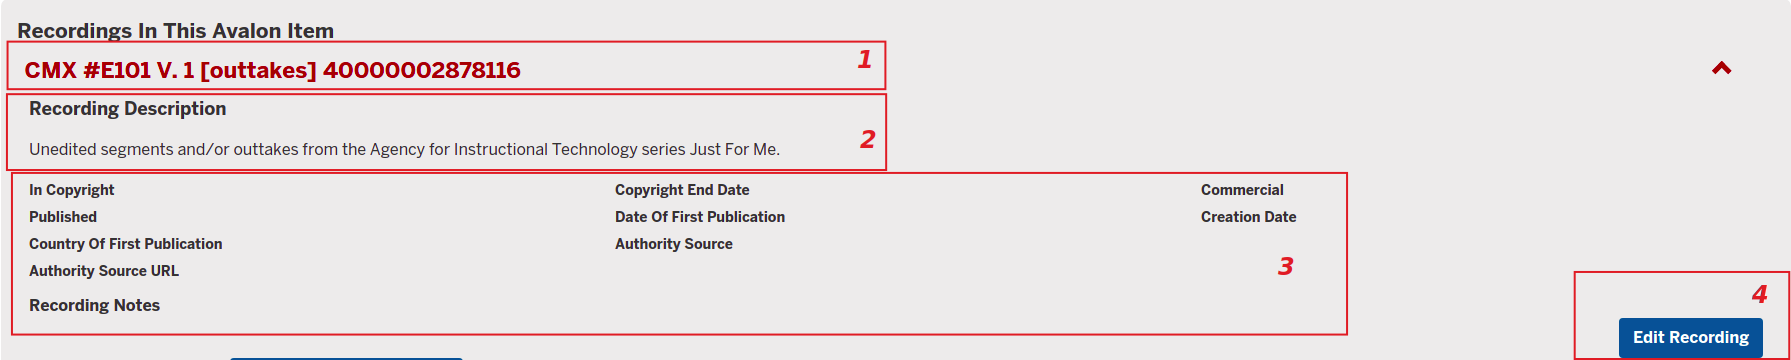 Recordings In This Avalon Item
CMX #E101 V. 1 [outtakes] 40000002878116 1
Recording Description
Unedited segments and/or outtakes from the Agency for Instructional Technology series Just For Me. 2
In Copyright Copyright End Date Commercial
Published Date Of First Publication Creation Date
Country Of First Publication Authority Source
Authority Source URL 3
Recording Notes 4
Edit Recording